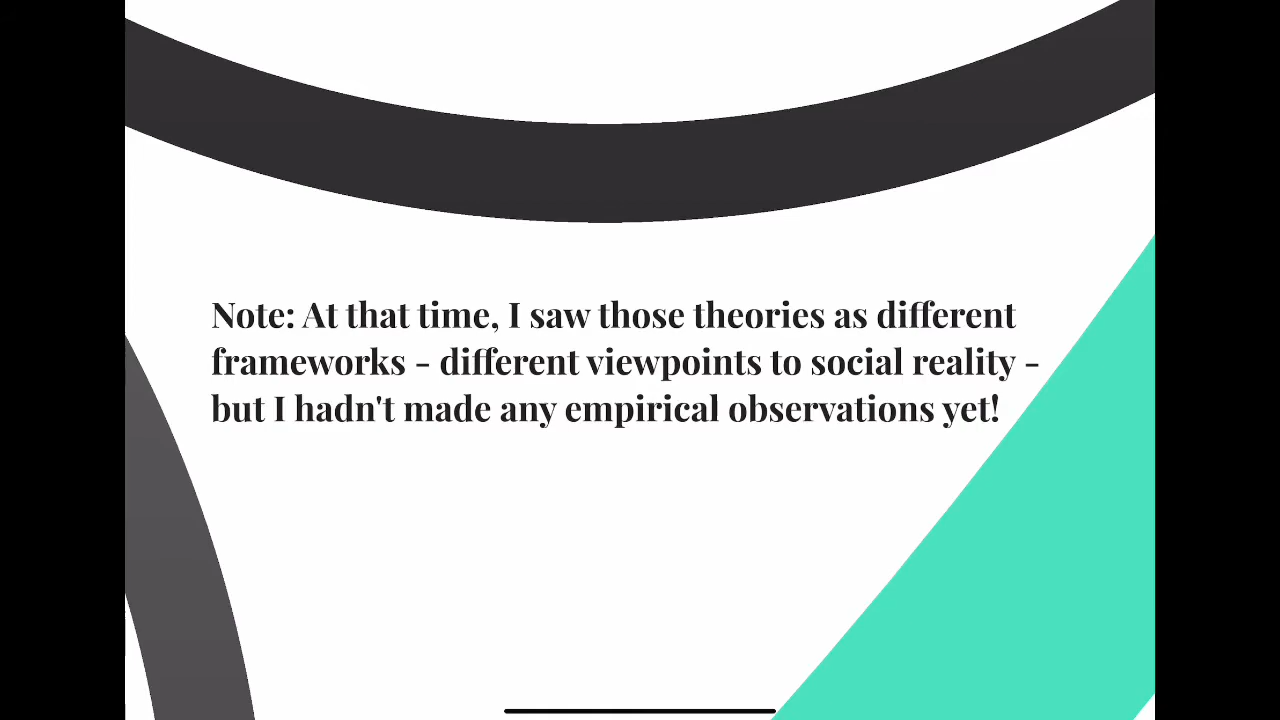 Note: At that time, I saw those theories as different
frameworks - different viewpoints to social reality -
but I hadn't made any empirical observations yet!